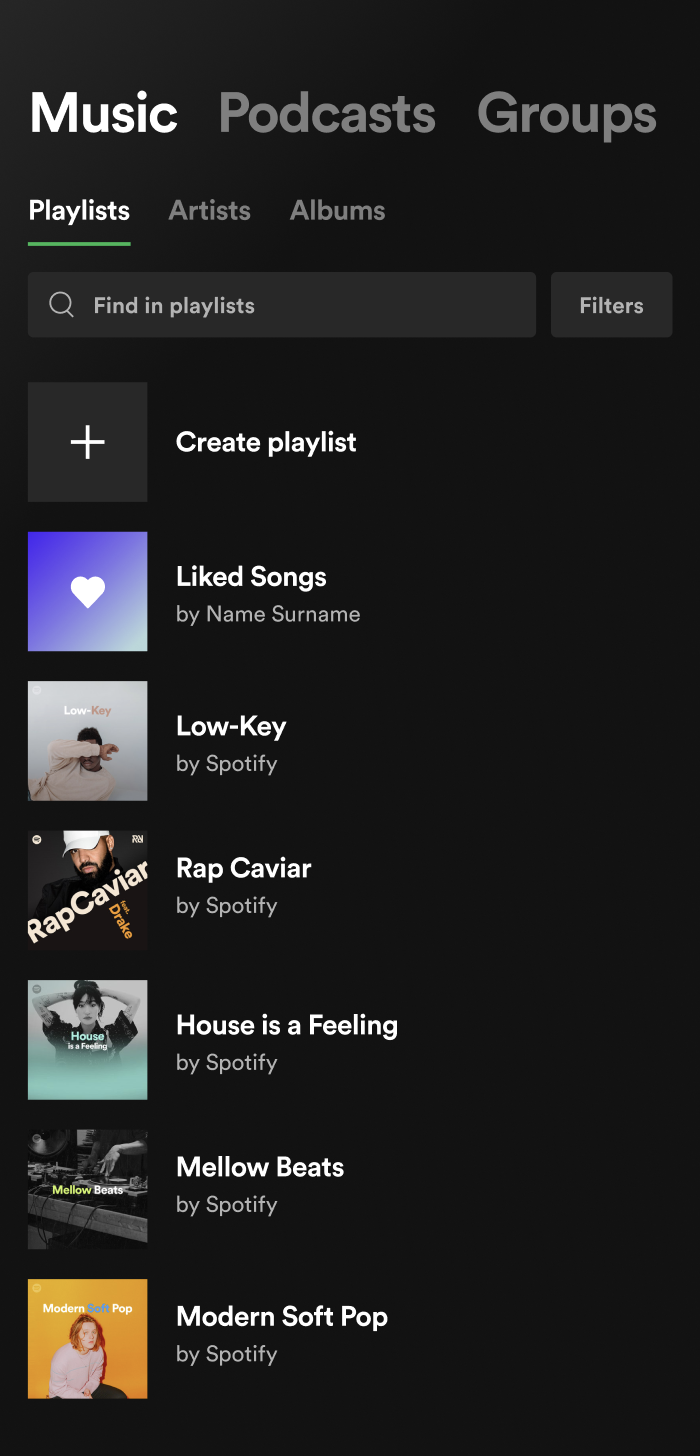 Music Podcasts Groups
Playlists Artists Albums
Find in playlists Filters
Create playlist
Liked Songs
by Name Surname
Low-Key
Low-Key
by Spotify
RapCaviar
feat.
Drake
Rap Caviar
by Spotify
House
is a Feeling
House is a Feeling
by Spotify
Mellow Beats
Mellow Beats
by Spotify
Modern Soft Pop
Modern Soft Pop
by Spotify